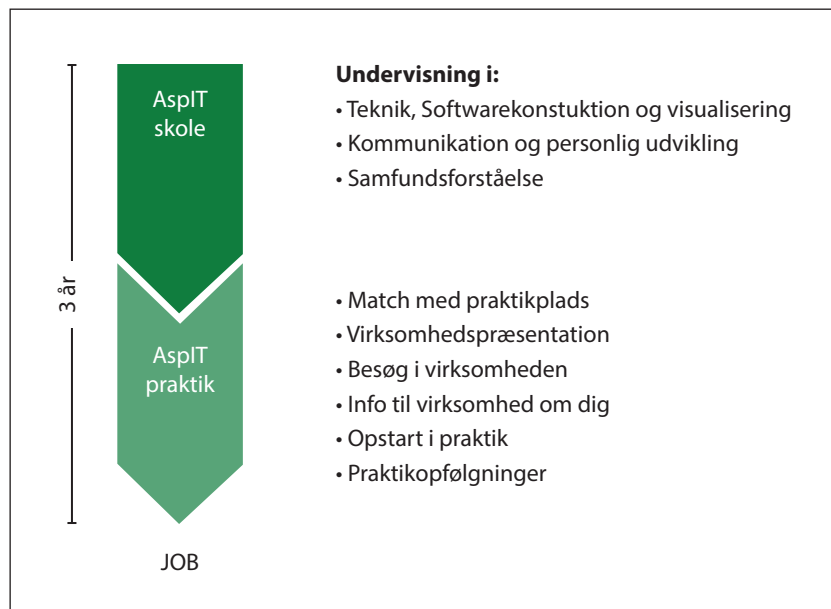 AspIT
skole
Undervisning i:
• Teknik, Softwarekonstuktion og visualisering
• Kommunikation og personlig udvikling
• Samfundsforståelse
3 år
AspIT
praktik
• Match med praktikplads
• Virksomhedspræsentation
• Besøg i virksomheden
• Info til virksomhed om dig
• Opstart i praktik
• Praktikopfølgninger
JOB